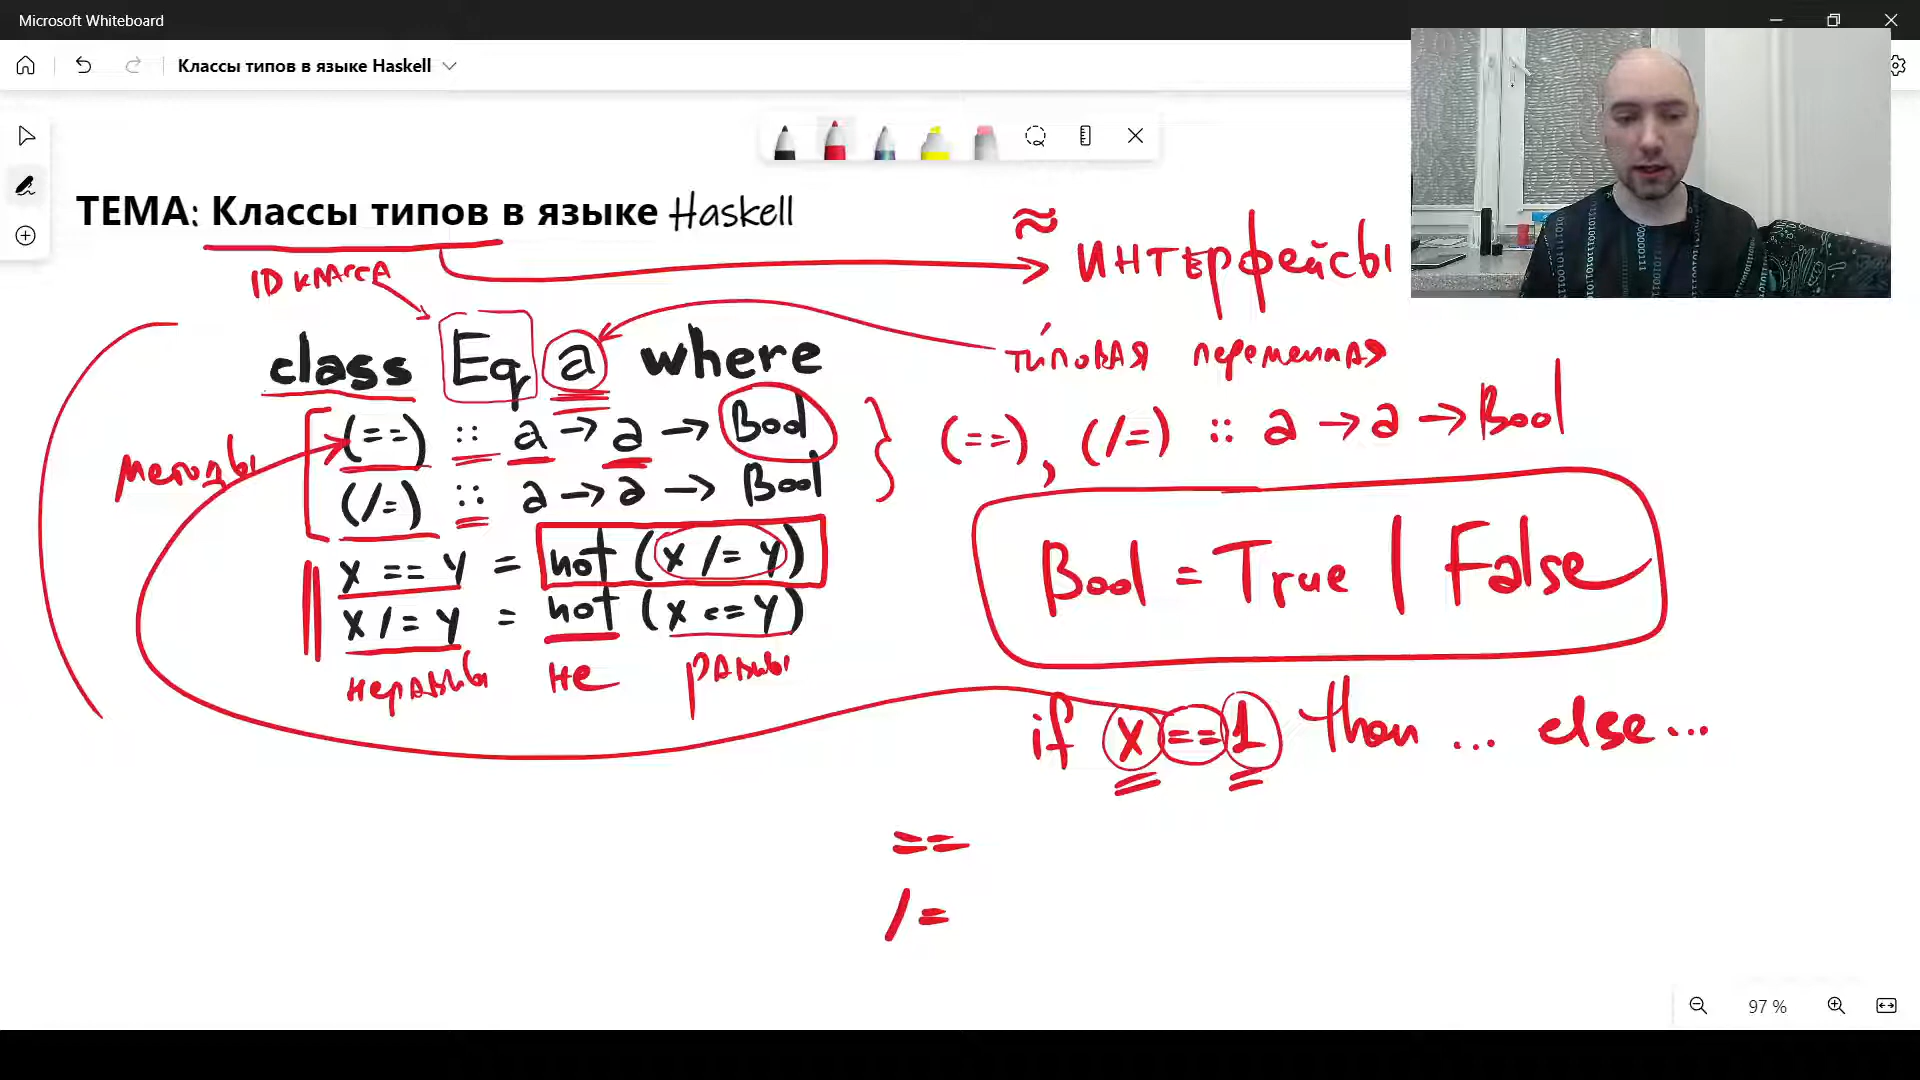 Microsoft Whiteboard
Классы типов в языке Haskell
ТЕМА: Классы типов в языке Haskell
≈
ИНТЕРФЕЙСЫ
ID класса
class Eq a where
типовая переменная
методы
(==) :: a → a → Bool
(/=) :: a → a → Bool
(==), (/=) :: a → a → Bool
x == y = not (x /= y)
x /= y = not (x == y)
неравны не равны
Bool = True | False
if x == 1 then ... else ...
==
/=
97 %